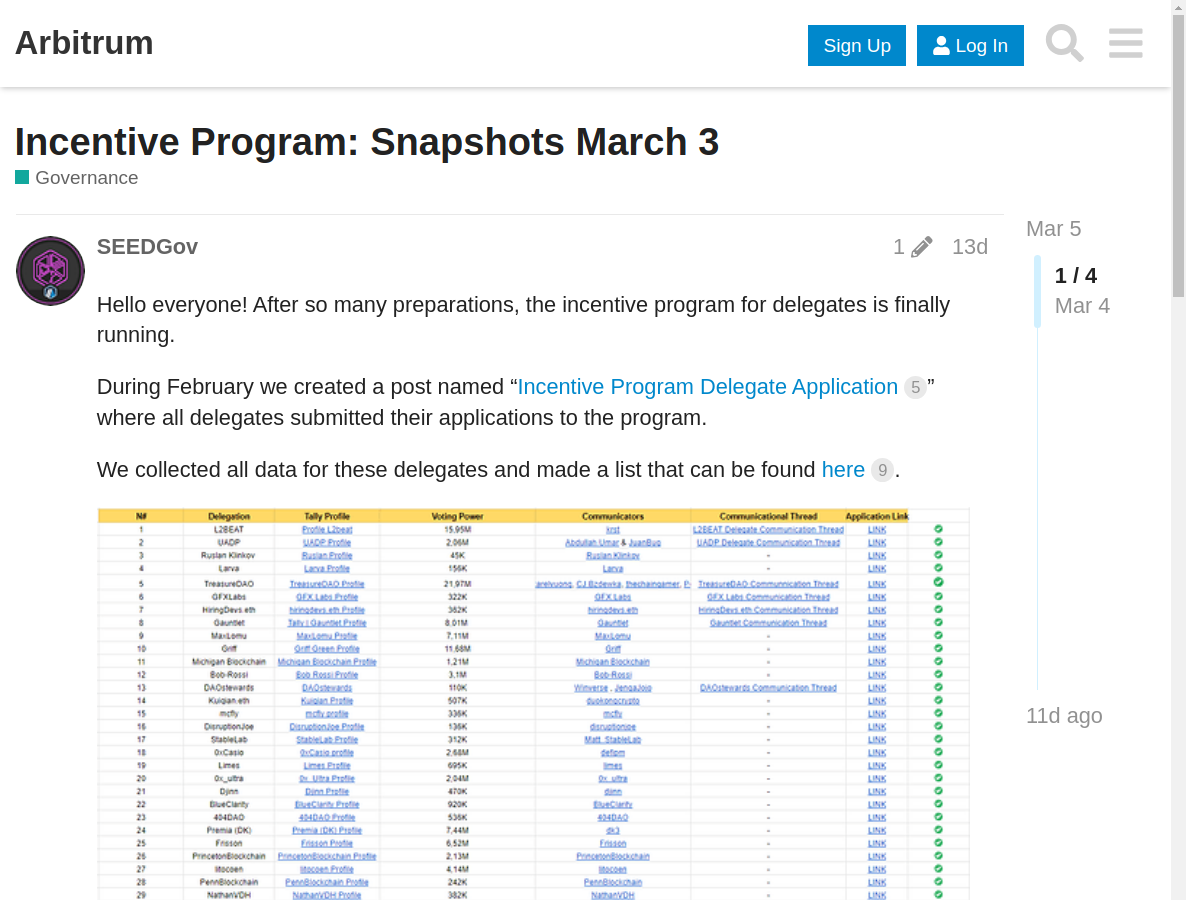 Arbitrum
Sign Up
Log In
Incentive Program: Snapshots March 3
Governance
SEEDGov
1
13d
Mar 5
1 / 4
Mar 4
11d ago
Hello everyone! After so many preparations, the incentive program for delegates is finally
running.
During February we created a post named “Incentive Program Delegate Application 5”
where all delegates submitted their applications to the program.
We collected all data for these delegates and made a list that can be found here 9.
N# Delegation Tally Profile Voting Power Communicators Communicational Thread Application Link
1 L2BEAT Profile L2beat 15,95M krst L2BEAT Delegate Communication Thread LINK
2 UADP UADP Profile 2,06M Abdullah Umar & JuanBug UADP Delegate Communication Thread LINK
3 Ruslan Klinkov Ruslan Profile 45K Ruslan Klinkov - LINK
4 Larva Larva Profile 156K Larva - LINK
5 TreasureDAO TreasureDAO Profile 21,97M CJ Bzdewka, thechaingamer, TreasureDAO Communication Thread LINK
6 GFXLabs GFX Labs Profile 322K GFX Labs GFX Labs Communication Thread LINK
7 HiringDevs.eth hiringdevs.eth Profile 362K hiringdevs.eth HiringDevs.eth Communication Thread LINK
8 Gauntlet Tally | Gauntlet Profile 8,01M Gauntlet Gauntlet Communication Thread LINK
9 MaxLomu MaxLomu Profile 7,11M MaxLomu - LINK
10 Griff Griff Green Profile 11,68M Griff - LINK
11 Michigan Blockchain Michigan Blockchain Profile 1,21M Michigan Blockchain - LINK
12 Bob-Rossi Bob Rossi Profile 3,1M Bob-Rossi - LINK
13 DAOstewards DAOstewards 110K Winverse , JengaJojo DAOstewards Communication Thread LINK
14 Kuiqian.eth Kuiqian Profile 507K duokongcrypto - LINK
15 mcfly mcfly profile 336K mcfly - LINK
16 DisruptionJoe DisruptionJoe Profile 136K disruptionjoe - LINK
17 StableLab StableLab Profile 312K Matt_StableLab - LINK
18 0xCasio 0xCasio profile 2,68M defipm - LINK
19 Limes Limes Profile 695K limes - LINK
20 0x_ultra 0x_Ultra Profile 2,04M 0x_ultra - LINK
21 Djinn Djinn Profile 470K djinn - LINK
22 BlueClarity BlueClarity Profile 920K BlueClarity - LINK
23 404DAO 404DAO Profile 536K 404DAO - LINK
24 Premia (DK) Premia (DK) Profile 7,44M dk3 - LINK
25 Frisson Frisson Profile 6,52M Frisson - LINK
26 PrincetonBlockchain PrincetonBlockchain Profile 2,13M PrincetonBlockchain - LINK
27 litocoen litocoen Profile 4,14M litocoen - LINK
28 PennBlockchain PennBlockchain Profile 242K PennBlockchain - LINK
29 NathanVDH NathanVDH Profile 382K NathanVDH - LINK